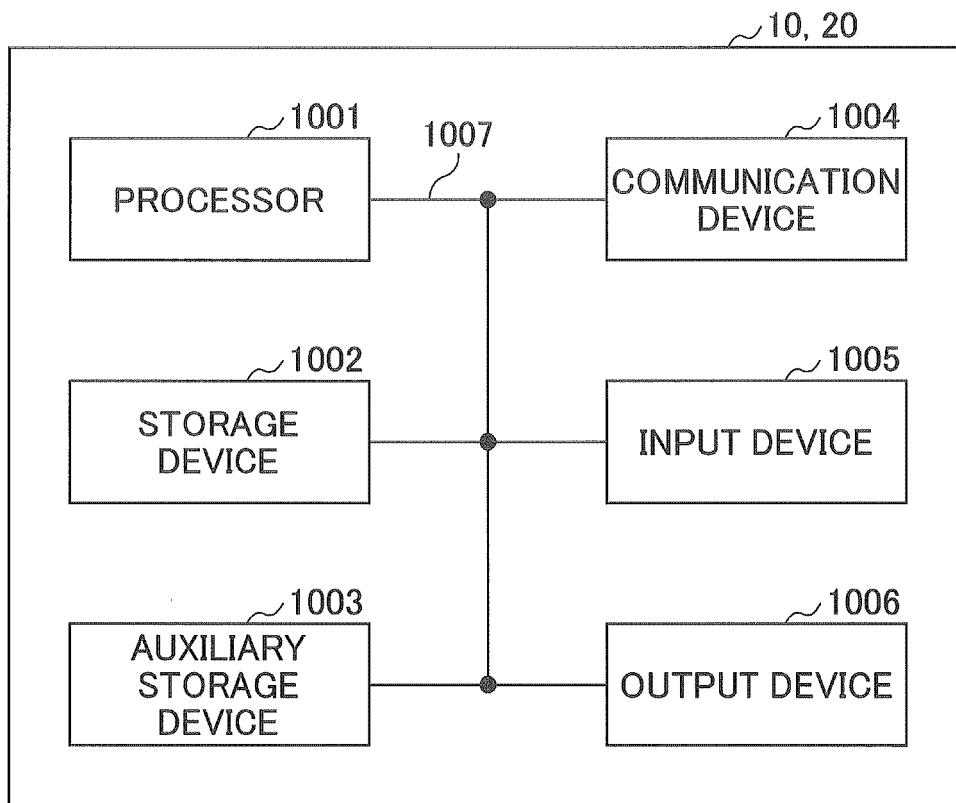 10, 20
1001
PROCESSOR
1007
1004
COMMUNICATION
DEVICE
1002
STORAGE
DEVICE
1005
INPUT DEVICE
1003
AUXILIARY
STORAGE
DEVICE
1006
OUTPUT DEVICE